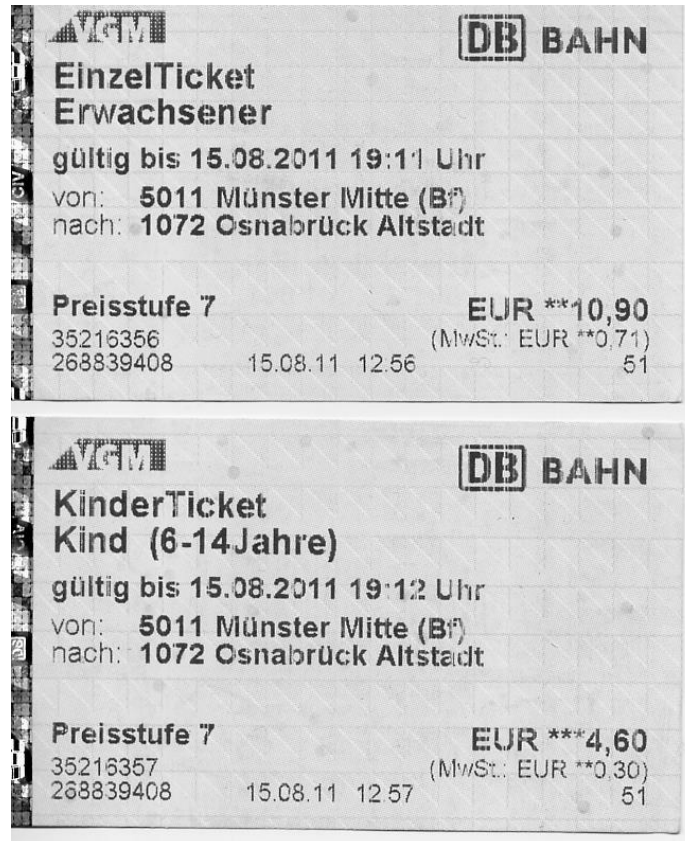 VGM DB BAHN
EinzelTicket
Erwachsener
gültig bis 15.08.2011 19:11 Uhr
von: 5011 Münster Mitte (Bf)
nach: 1072 Osnabrück Altstadt
Preisstufe 7 EUR **10,90
35216356 (MwSt.: EUR **0,71)
268839408 15.08.11 12.56 51
VGM DB BAHN
KinderTicket
Kind (6-14Jahre)
gültig bis 15.08.2011 19:12 Uhr
von: 5011 Münster Mitte (Bf)
nach: 1072 Osnabrück Altstadt
Preisstufe 7 EUR ***4,60
35216357 (MwSt.: EUR **0,30)
268839408 15.08.11 12.57 51